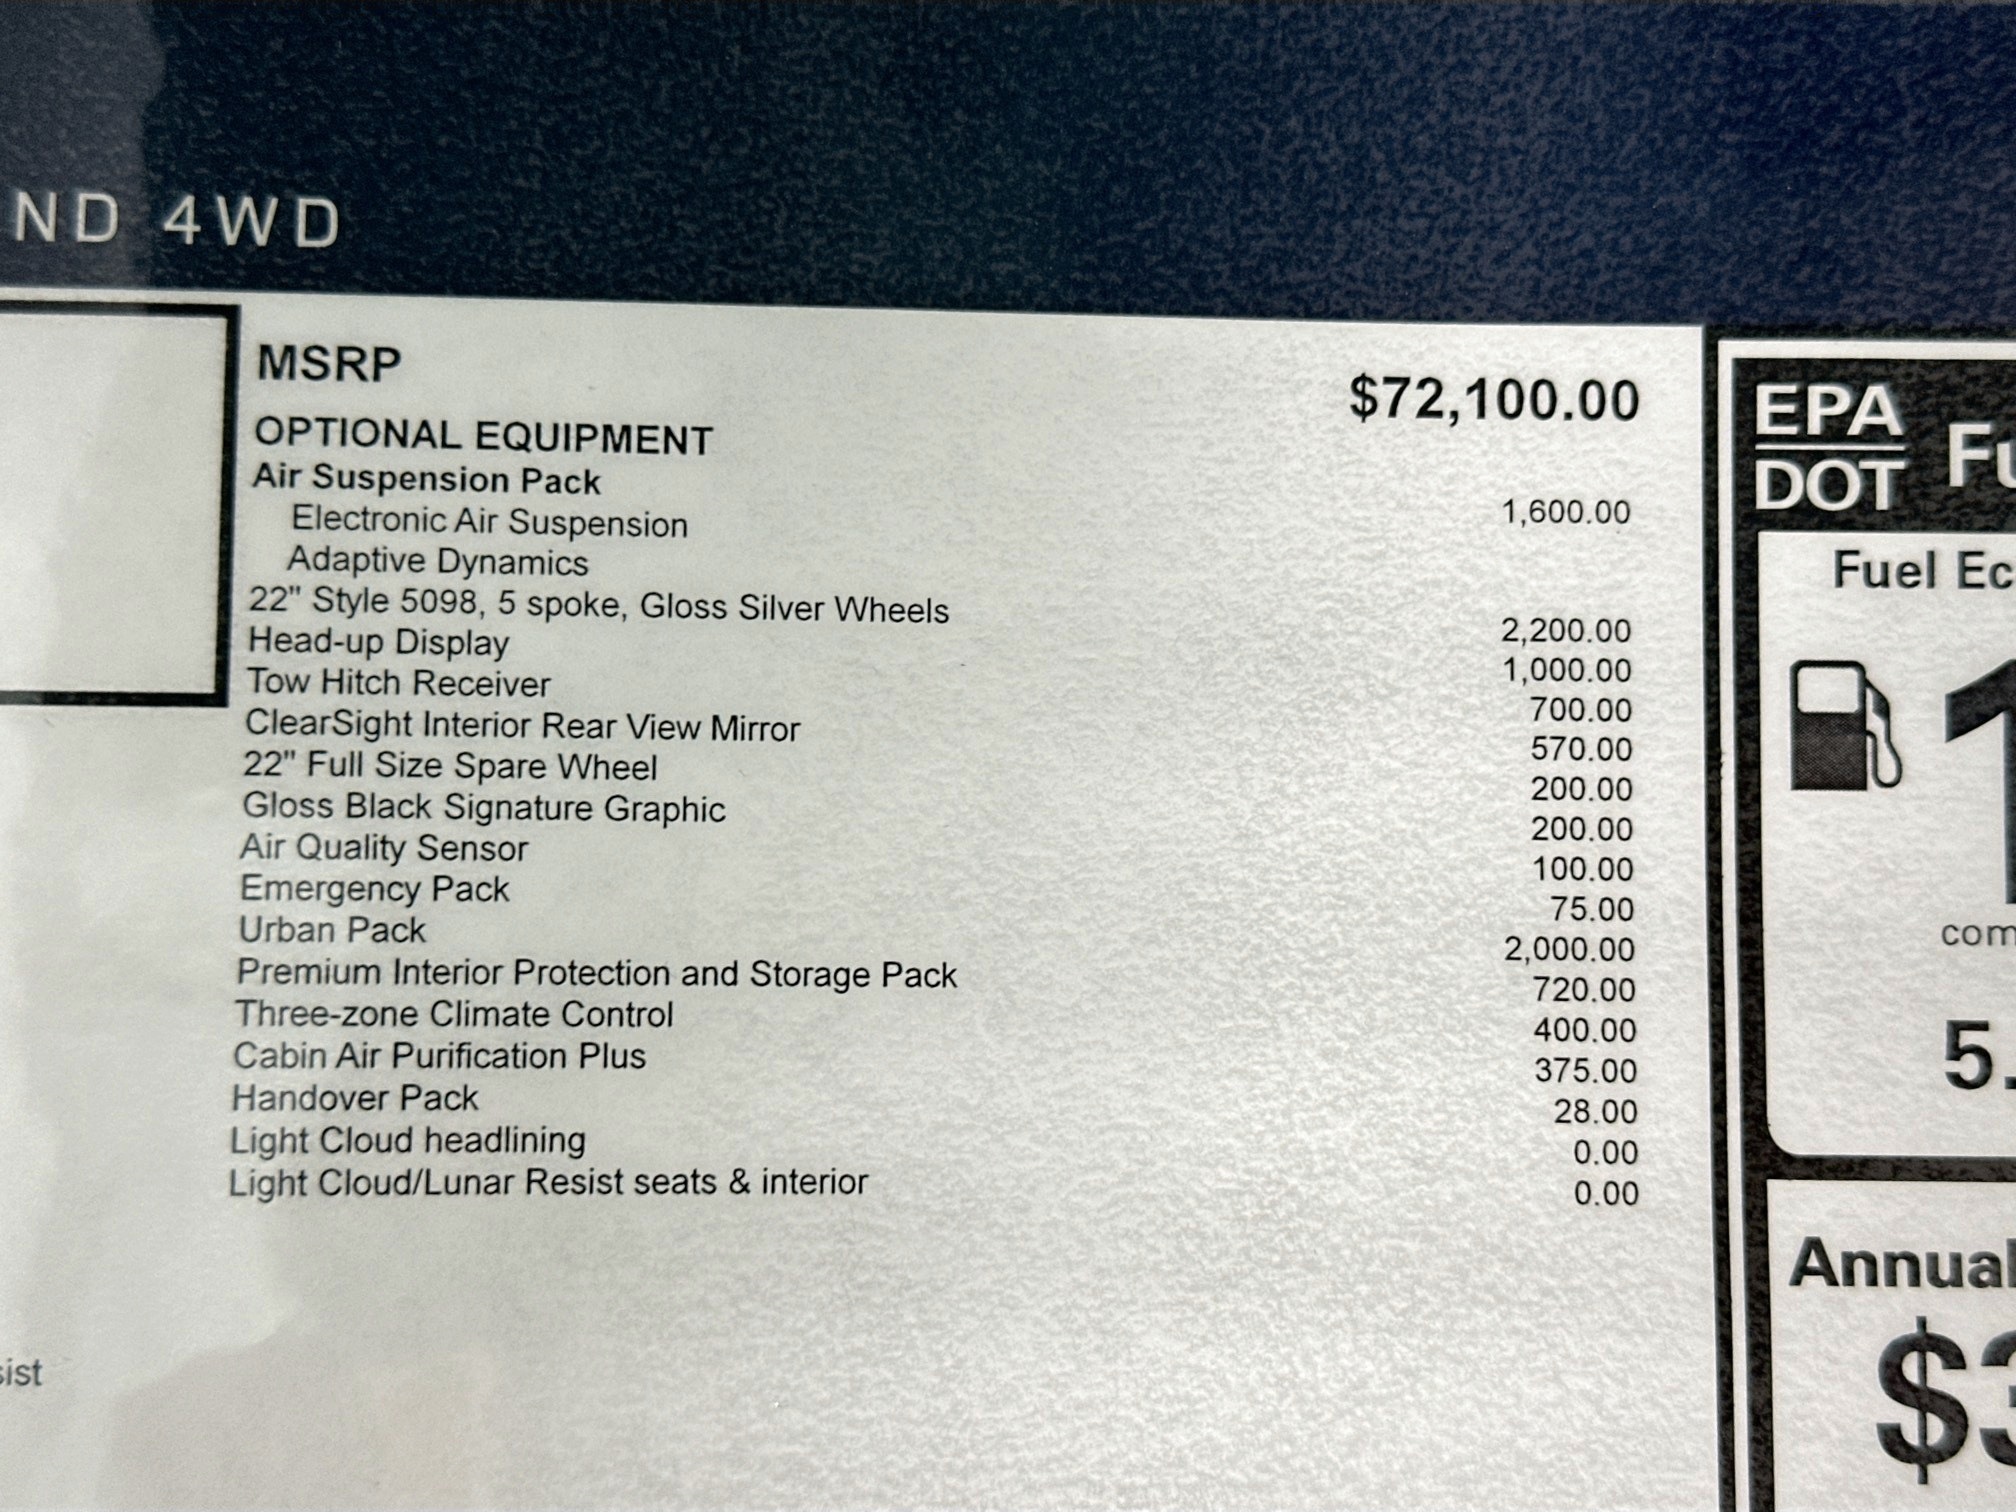 ND 4WD
MSRP $72,100.00
OPTIONAL EQUIPMENT
Air Suspension Pack 1,600.00
Electronic Air Suspension
Adaptive Dynamics
22" Style 5098, 5 spoke, Gloss Silver Wheels 2,200.00
Head-up Display 1,000.00
Tow Hitch Receiver 700.00
ClearSight Interior Rear View Mirror 570.00
22" Full Size Spare Wheel 200.00
Gloss Black Signature Graphic 200.00
Air Quality Sensor 100.00
Emergency Pack 75.00
Urban Pack 2,000.00
Premium Interior Protection and Storage Pack 720.00
Three-zone Climate Control 400.00
Cabin Air Purification Plus 375.00
Handover Pack 28.00
Light Cloud headlining 0.00
Light Cloud/Lunar Resist seats & interior 0.00
sist
EPA
DOT
Fu
Fuel Ec
1
com
5.
Annual
$3